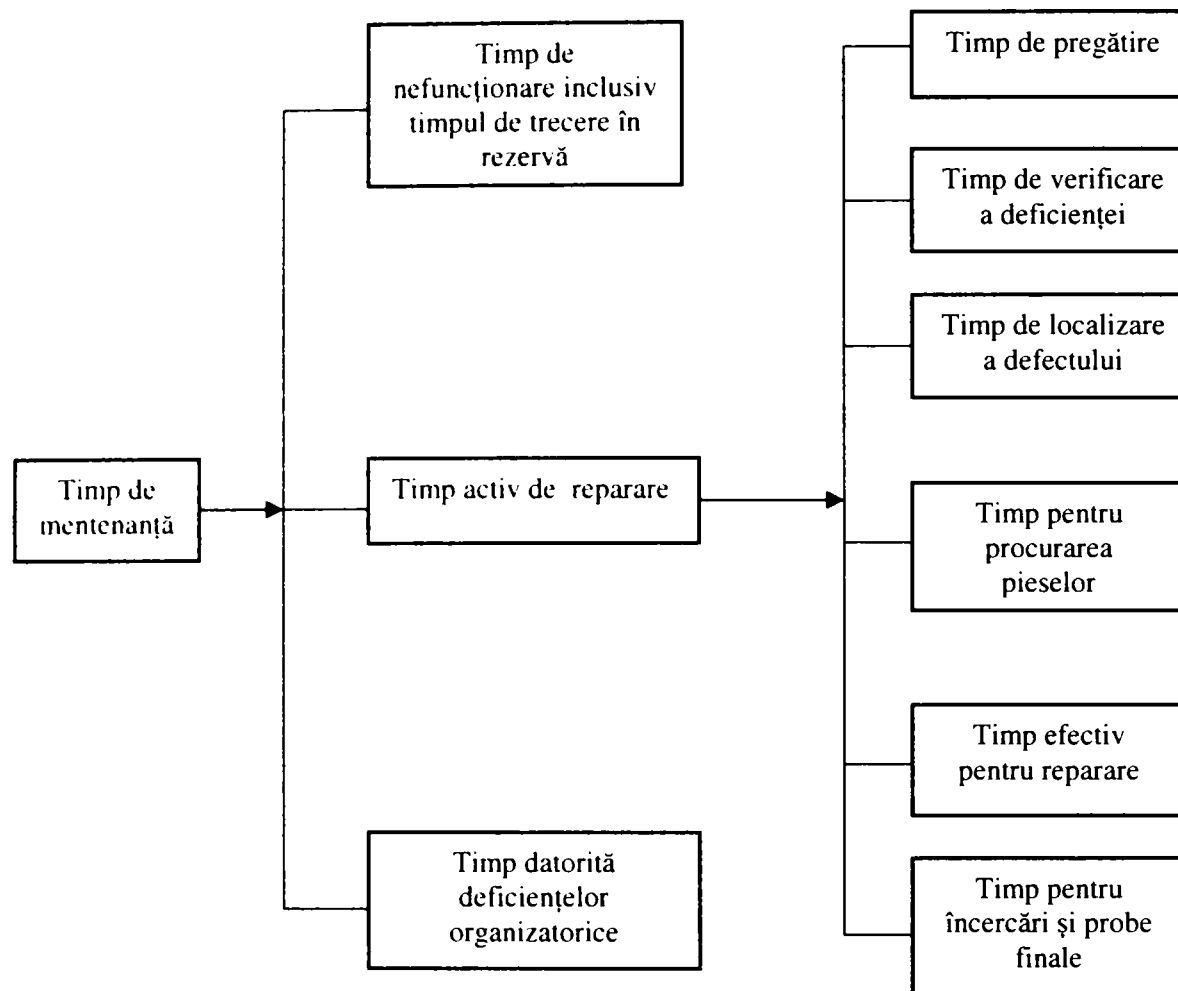 Timp de
nefuncționare inclusiv
timpul de trecere în
rezervă
Timp de pregătire
Timp de verificare
a deficienței
Timp de localizare
a defectului
Timp de
mentenanță
Timp activ de reparare
Timp pentru
procurarea
pieselor
Timp efectiv
pentru reparare
Timp datorită
deficiențelor
organizatorice
Timp pentru
încercări și probe
finale